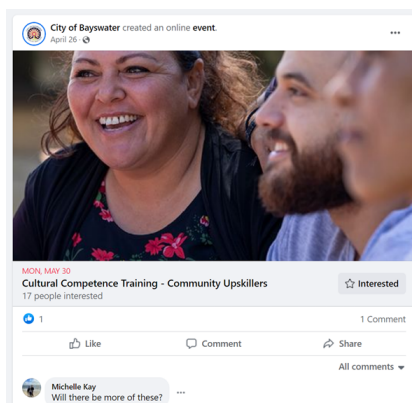 City of Bayswater created an online event.
April 26 ·
MON, MAY 30
Cultural Competence Training - Community Upskillers
17 people interested
Interested
1
1 Comment
Like
Comment
Share
All comments
Michelle Kay
Will there be more of these?